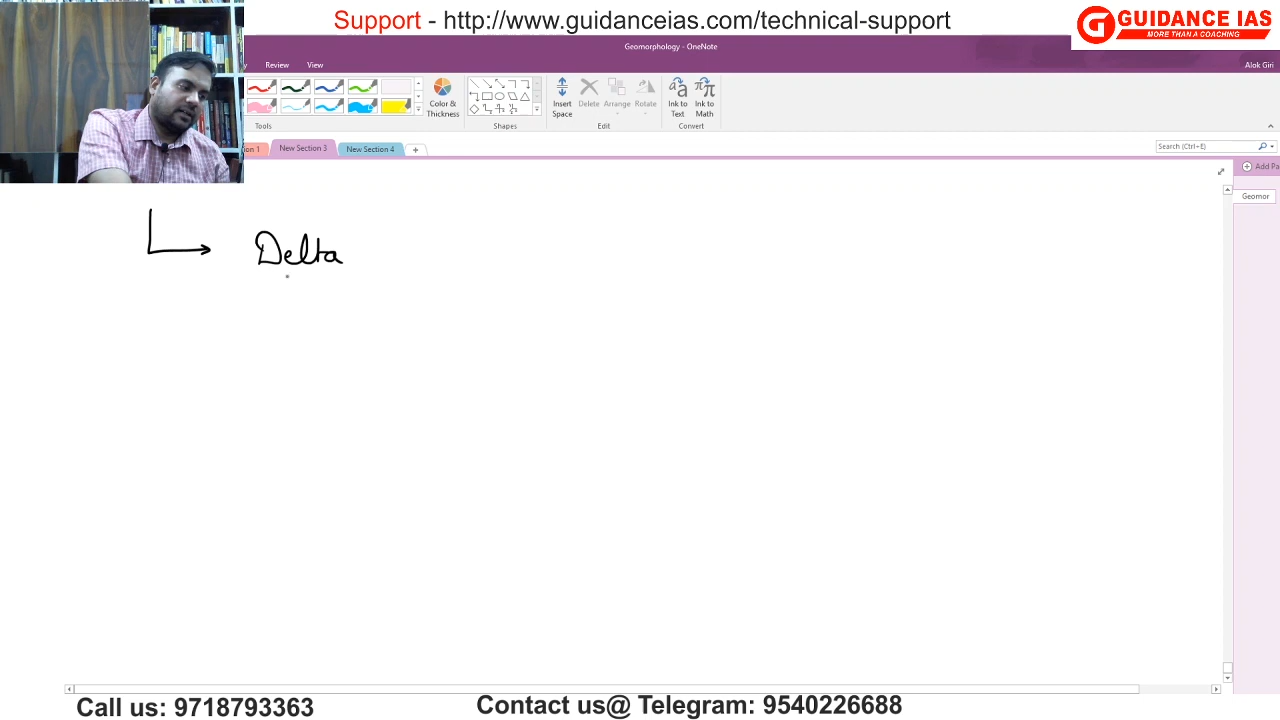 Support - http://www.guidanceias.com/technical-support
GUIDANCE IAS
MORE THAN A COACHING
Geomorphology - OneNote
Review View
Alok Giri
Color & Thickness
Insert Space
Delete
Arrange
Rotate
Ink to Text
Ink to Math
Tools
Shapes
Edit
Convert
New Section 3
New Section 4
Search (Ctrl+E)
Add Pa
Geomor
Delta
Call us: 9718793363
Contact us@ Telegram: 9540226688